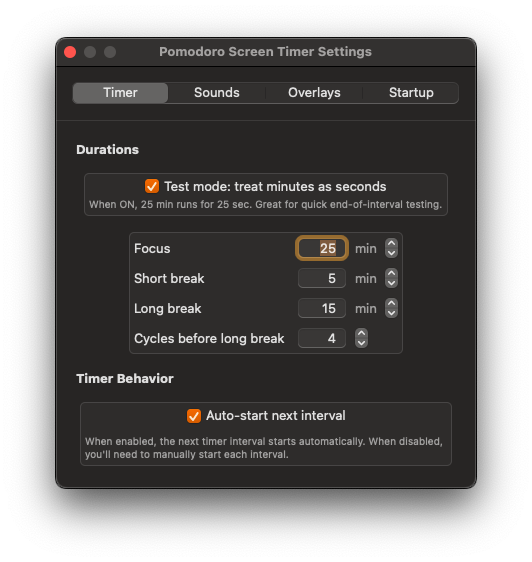 Pomodoro Screen Timer Settings
Timer Sounds Overlays Startup
Durations
Test mode: treat minutes as seconds
When ON, 25 min runs for 25 sec. Great for quick end-of-interval testing.
Focus 25 min
Short break 5 min
Long break 15 min
Cycles before long break 4
Timer Behavior
Auto-start next interval
When enabled, the next timer interval starts automatically. When disabled,
you'll need to manually start each interval.